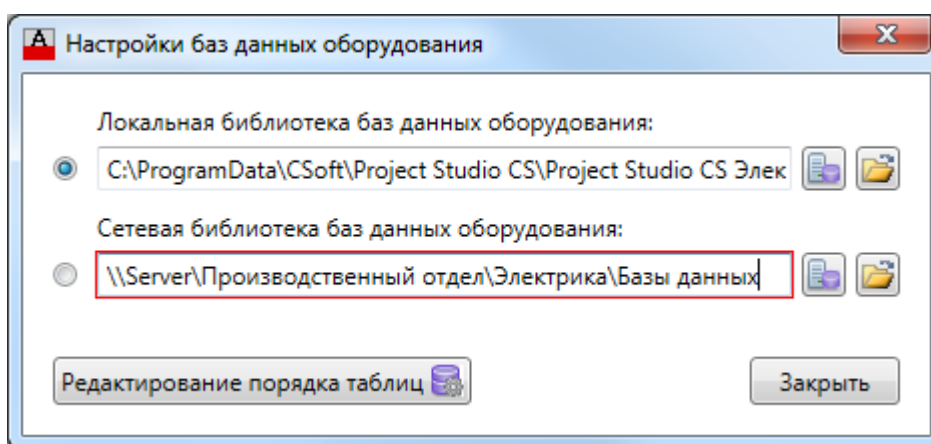 Настройки баз данных оборудования
Локальная библиотека баз данных оборудования:
C:\ProgramData\CSoft\Project Studio CS\Project Studio CS Элек
Сетевая библиотека баз данных оборудования:
\\Server\Производственный отдел\Электрика\Базы данных
Редактирование порядка таблиц
Закрыть